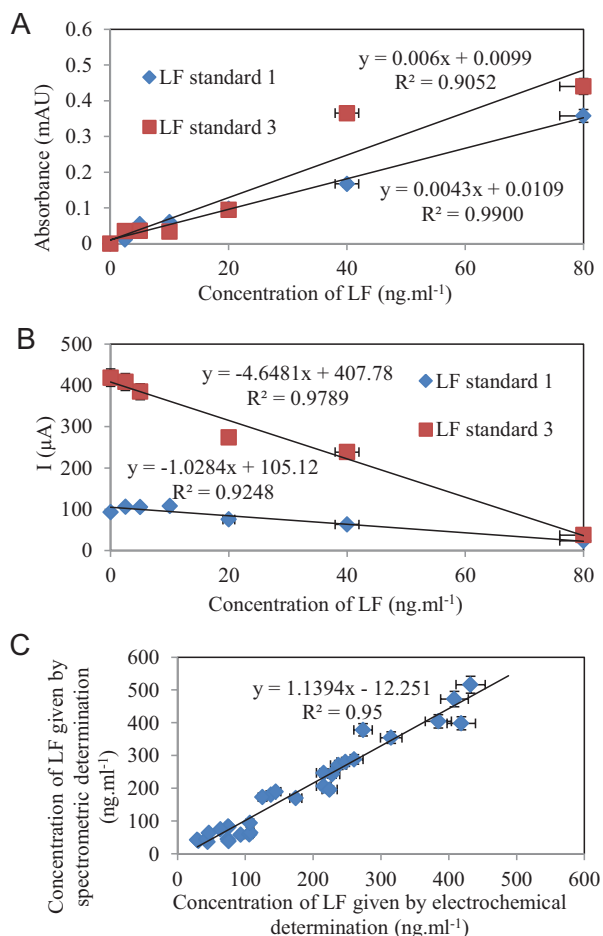 A
Absorbance (mAU)
0.6
0.5
0.4
0.3
0.2
0.1
0
LF standard 1
LF standard 3
y = 0.006x + 0.0099
R² = 0.9052
y = 0.0043x + 0.0109
R² = 0.9900
0 20 40 60 80
Concentration of LF (ng.ml⁻¹)
B
I (µA)
500
400
300
200
100
0
y = -4.6481x + 407.78
R² = 0.9789
LF standard 1
LF standard 3
y = -1.0284x + 105.12
R² = 0.9248
0 20 40 60 80
Concentration of LF (ng.ml⁻¹)
C
Concentration of LF given by
spectrometric determination
(ng.ml⁻¹)
600
500
400
300
200
100
0
y = 1.1394x - 12.251
R² = 0.95
0 100 200 300 400 500 600
Concentration of LF given by electrochemical
determination (ng.ml⁻¹)